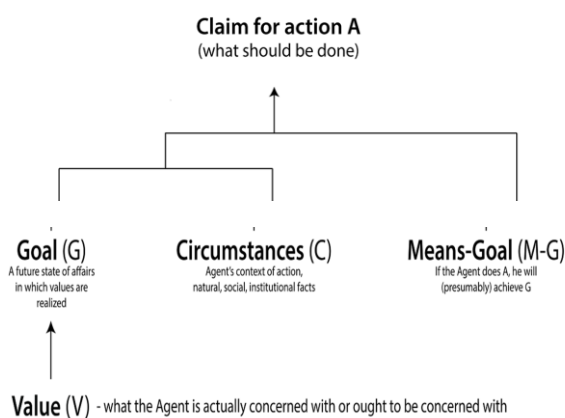 Claim for action A
(what should be done)
Goal (G)
A future state of affairs
in which values are
realized
Circumstances (C)
Agent's context of action,
natural, social, institutional facts
Means-Goal (M-G)
If the Agent does A, he will
(presumably) achieve G
Value (V) - what the Agent is actually concerned with or ought to be concerned with